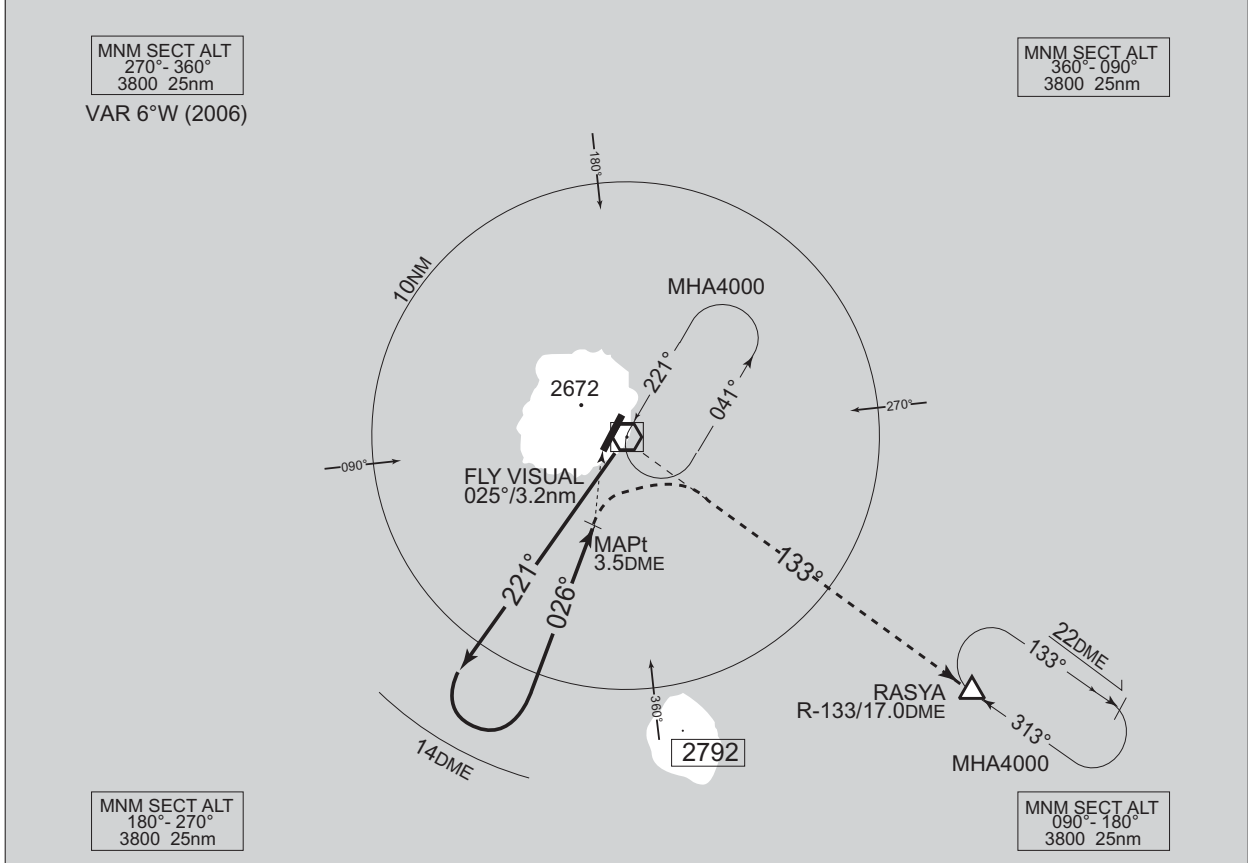 MNM SECT ALT
270°- 360°
3800 25nm
VAR 6°W (2006)
MNM SECT ALT
360°- 090°
3800 25nm
180°
10NM
MHA4000
221°
041°
2672
270°
090°
FLY VISUAL
025°/3.2nm
MAPt
3.5DME
221°
026°
133°
22DME
133°
RASYA
R-133/17.0DME
313°
MHA4000
360°
2792
14DME
MNM SECT ALT
180°- 270°
3800 25nm
MNM SECT ALT
090°- 180°
3800 25nm